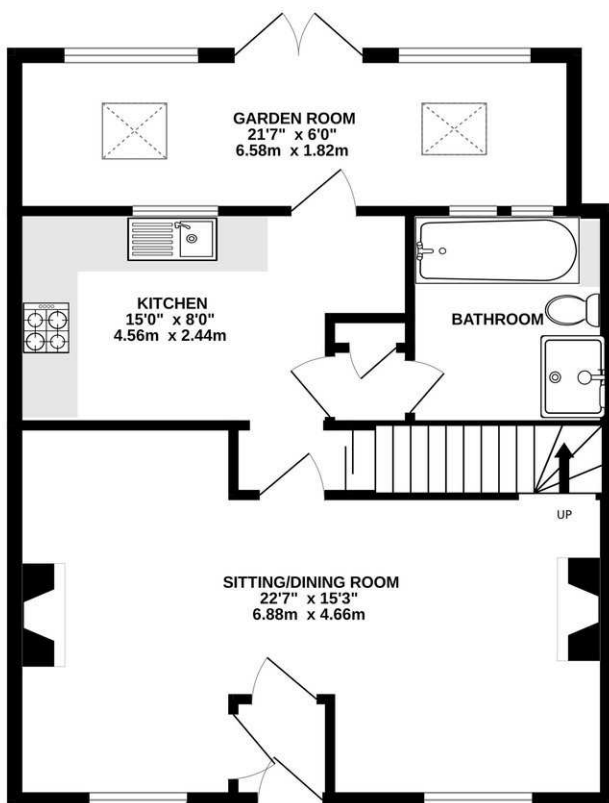 GARDEN ROOM
21'7" x 6'0"
6.58m x 1.82m
KITCHEN
15'0" x 8'0"
4.56m x 2.44m
BATHROOM
UP
SITTING/DINING ROOM
22'7" x 15'3"
6.88m x 4.66m